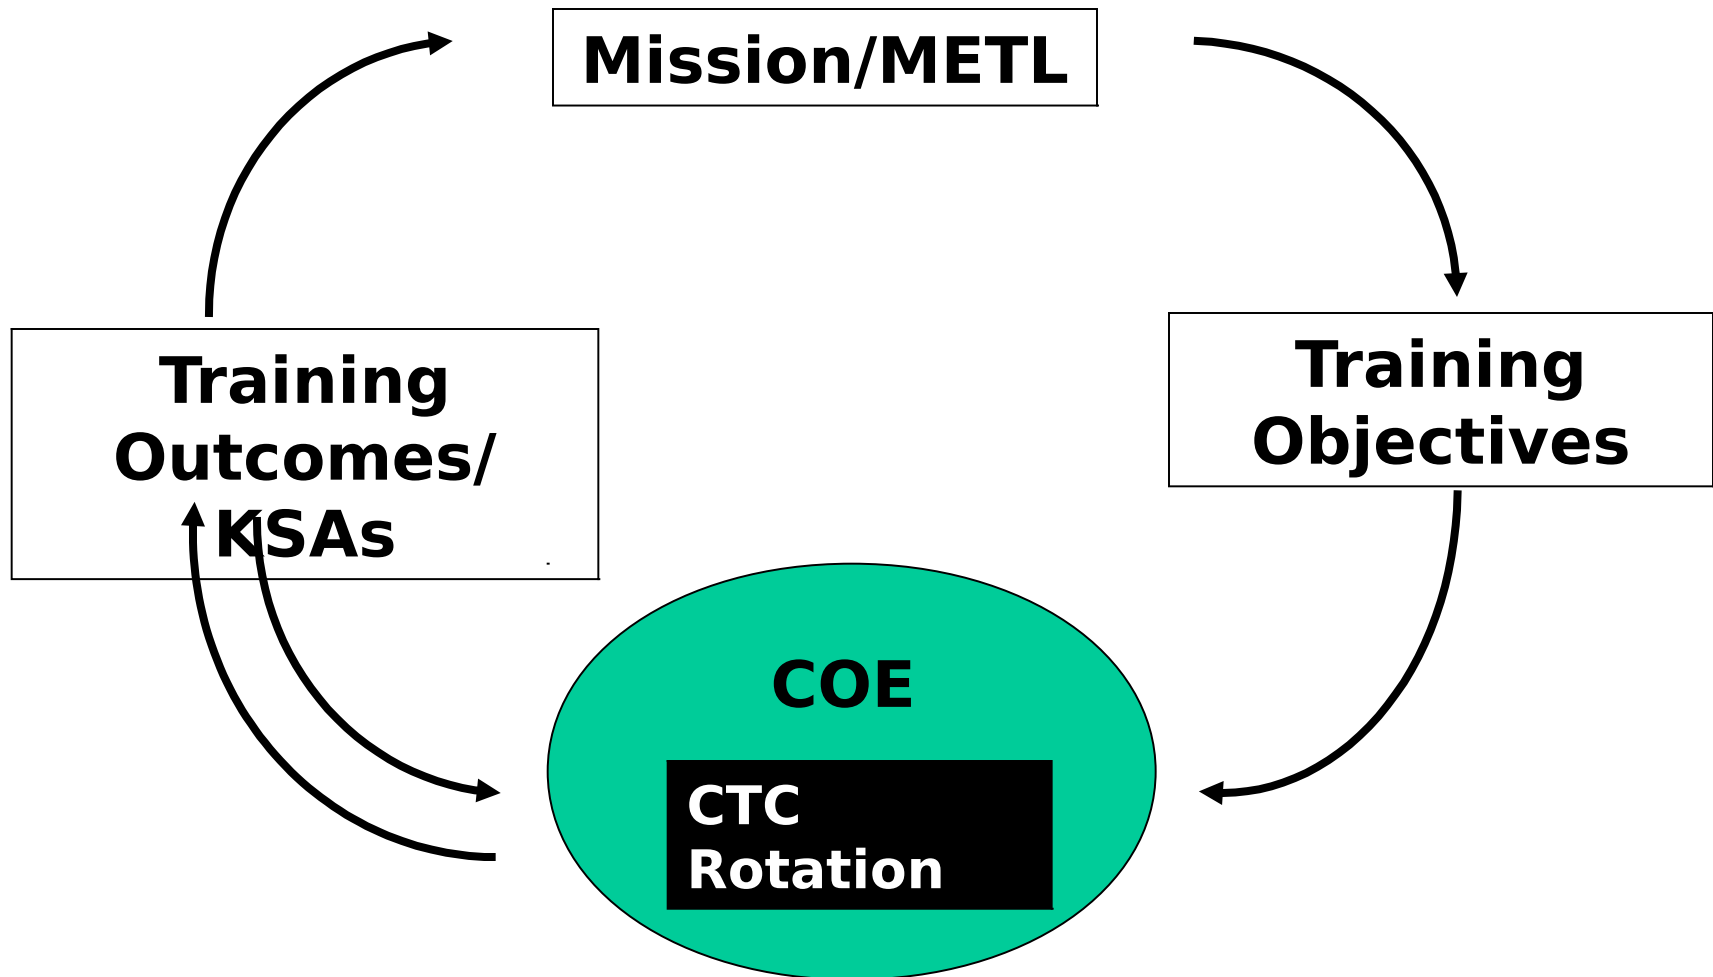 Mission/METL
Training
Objectives
Training
Outcomes/
KSAs
COE
CTC
Rotation